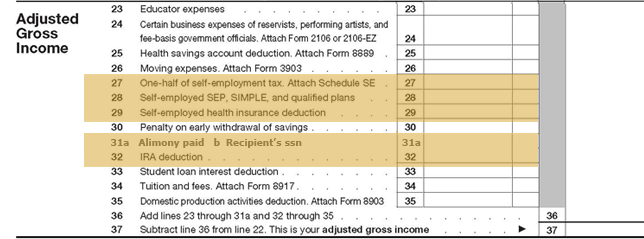 Adjusted
Gross
Income
23 Educator expenses . . . . . . . . . . 23
24 Certain business expenses of reservists, performing artists, and
fee-basis government officials. Attach Form 2106 or 2106-EZ 24
25 Health savings account deduction. Attach Form 8889 . 25
26 Moving expenses. Attach Form 3903 . . . . . . 26
27 One-half of self-employment tax. Attach Schedule SE . 27
28 Self-employed SEP, SIMPLE, and qualified plans . . 28
29 Self-employed health insurance deduction . . . . 29
30 Penalty on early withdrawal of savings . . . . . . 30
31a Alimony paid b Recipient's ssn 31a
32 IRA deduction . . . . . . . . . . . . . 32
33 Student loan interest deduction . . . . . . . . 33
34 Tuition and fees. Attach Form 8917 . . . . . . . 34
35 Domestic production activities deduction. Attach Form 8903 35
36 Add lines 23 through 31a and 32 through 35 . . . . . . . . . . . . . 36
37 Subtract line 36 from line 22. This is your adjusted gross income . . . . . ▶ 37